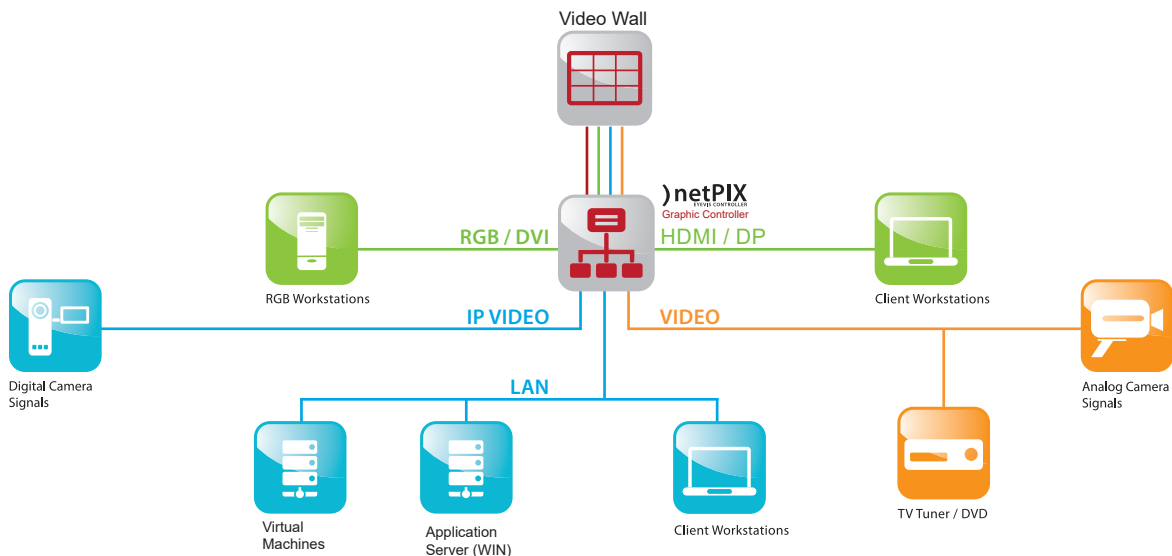 Video Wall
)netPIX
EYEVIS CONTROLLER
Graphic Controller
RGB / DVI
HDMI / DP
RGB Workstations
Client Workstations
IP VIDEO
VIDEO
Digital Camera
Signals
LAN
Analog Camera
Signals
Virtual
Machines
Application
Server (WIN)
Client Workstations
TV Tuner / DVD